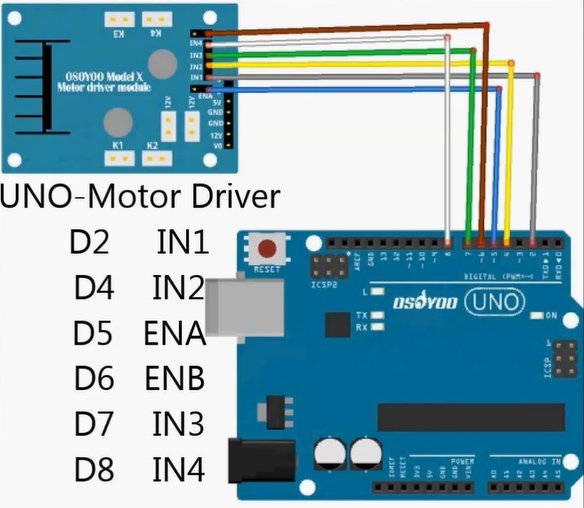 K3 K4
IN4
IN3
IN2
IN1
ENA
OSOYOO Model X
Motor driver module
12V 12V
5V
GND
GND
12V
V0
K1 K2
UNO-Motor Driver
D2 IN1
D4 IN2
D5 ENA
D6 ENB
D7 IN3
D8 IN4
RESET
ICSP2
AREF
GND
13
12
~11
~10
~9
8
7
~6
~5
4
~3
2
TXD▶1
RXD◀0
DIGITAL (PWM~)
L
OSOYOO UNO
TX
RX
ON
1
ICSP
POWER
ANALOG IN
IOREF
RESET
3V3
5V
GND
GND
VIN
A0
A1
A2
A3
A4
A5